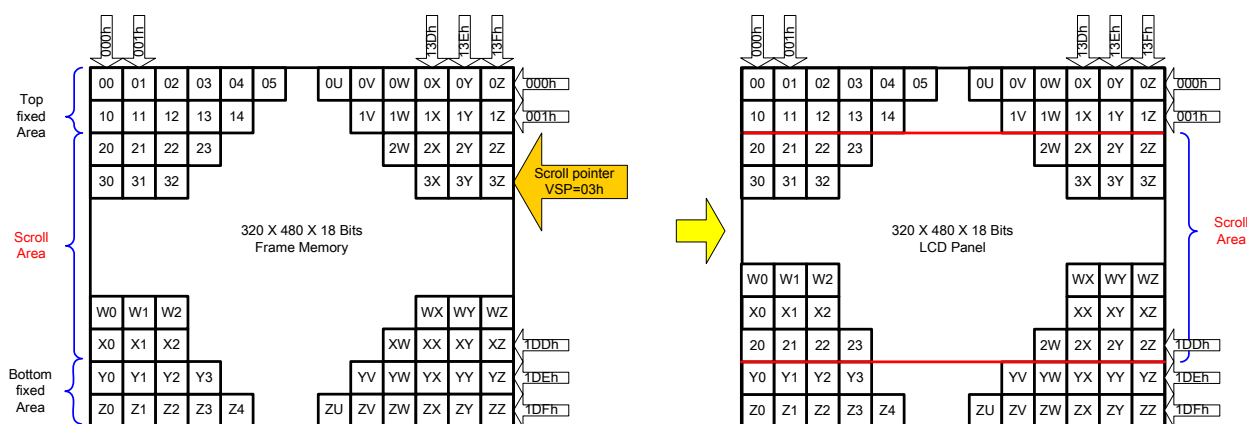 000h 001h 13Dh 13Eh 13Fh
00 01 02 03 04 05 0U 0V 0W 0X 0Y 0Z 000h
Top
fixed
Area
10 11 12 13 14 1V 1W 1X 1Y 1Z 001h
20 21 22 23 2W 2X 2Y 2Z
Scroll pointer
VSP=03h
30 31 32 3X 3Y 3Z
Scroll
Area
320 X 480 X 18 Bits
Frame Memory
W0 W1 W2 WX WY WZ
X0 X1 X2 XW XX XY XZ 1DDh
Bottom
fixed
Area
Y0 Y1 Y2 Y3 YV YW YX YY YZ 1DEh
Z0 Z1 Z2 Z3 Z4 ZU ZV ZW ZX ZY ZZ 1DFh
000h 001h 13Dh 13Eh 13Fh
00 01 02 03 04 05 0U 0V 0W 0X 0Y 0Z 000h
10 11 12 13 14 1V 1W 1X 1Y 1Z 001h
20 21 22 23 2W 2X 2Y 2Z
30 31 32 3X 3Y 3Z
320 X 480 X 18 Bits
LCD Panel
Scroll
Area
W0 W1 W2 WX WY WZ
X0 X1 X2 XX XY XZ
20 21 22 23 2W 2X 2Y 2Z 1DDh
Y0 Y1 Y2 Y3 YV YW YX YY YZ 1DEh
Z0 Z1 Z2 Z3 Z4 ZU ZV ZW ZX ZY ZZ 1DFh